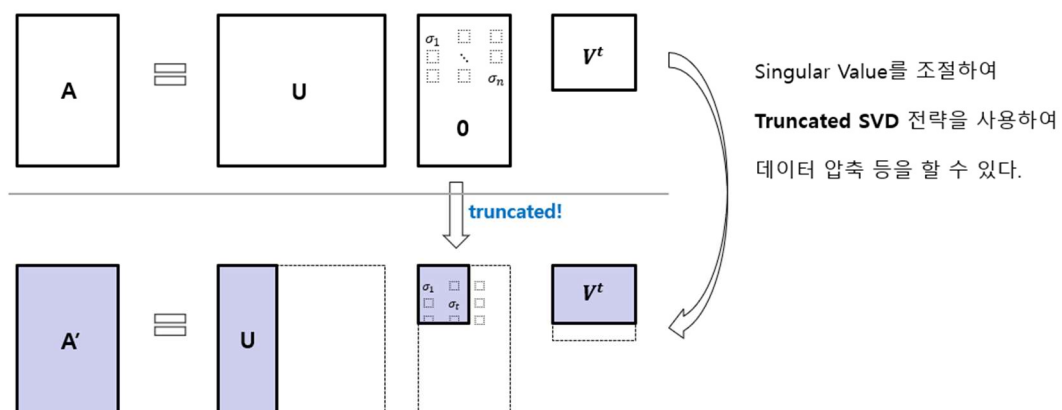 A
U
σ1
σn
0
Vᵗ
Singular Value를 조절하여
Truncated SVD 전략을 사용하여
데이터 압축 등을 할 수 있다.
truncated!
A′
U
σ1
σt
Vᵗ